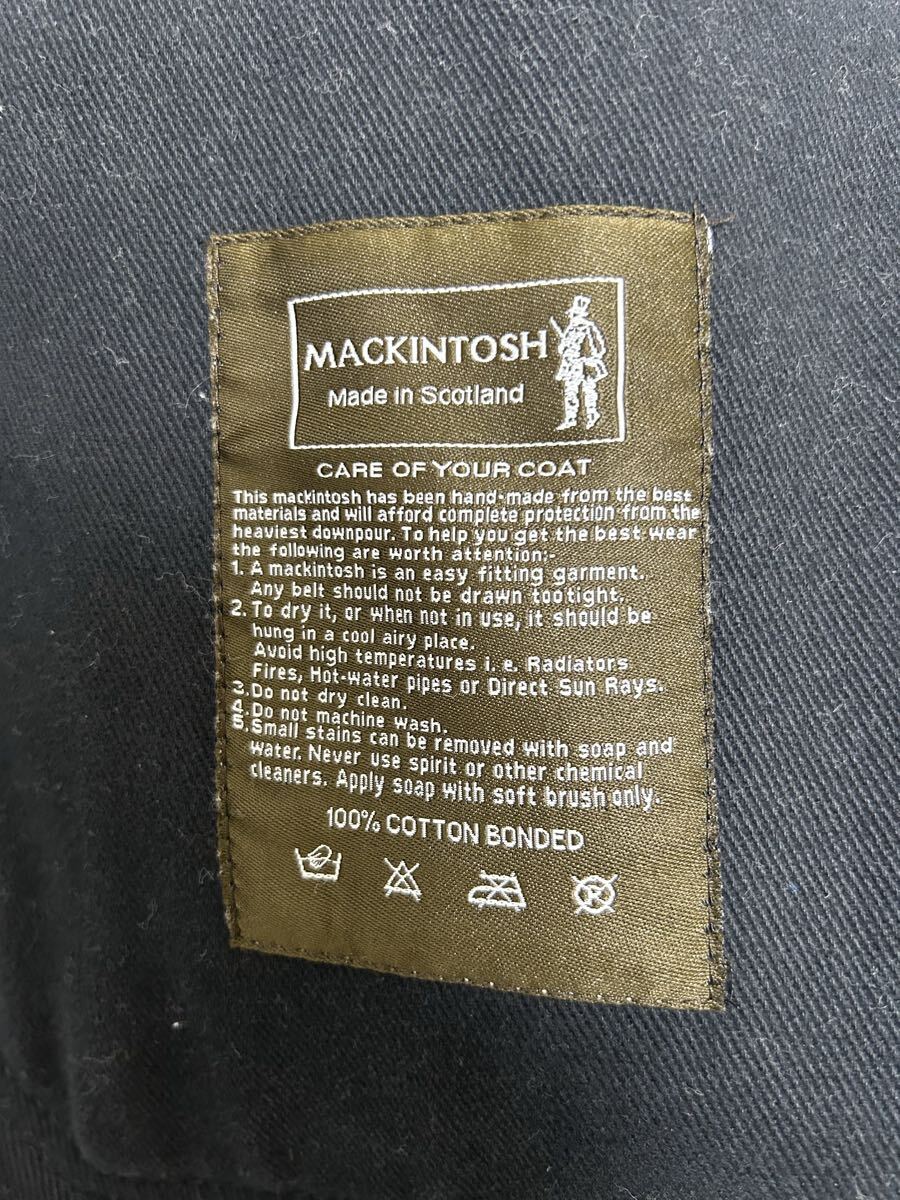 MACKINTOSH
Made in Scotland
CARE OF YOUR COAT
This mackintosh has been hand-made from the best
materials and will afford complete protection from the
heaviest downpour. To help you get the best wear
the following are worth attention:-
1. A mackintosh is an easy fitting garment.
Any belt should not be drawn too tight.
2. To dry it, or when not in use, it should be
hung in a cool airy place.
Avoid high temperatures i. e. Radiators
Fires, Hot-water pipes or Direct Sun Rays.
3. Do not dry clean.
4. Do not machine wash.
5. Small stains can be removed with soap and
water. Never use spirit or other chemical
cleaners. Apply soap with soft brush only.
100% COTTON BONDED
R